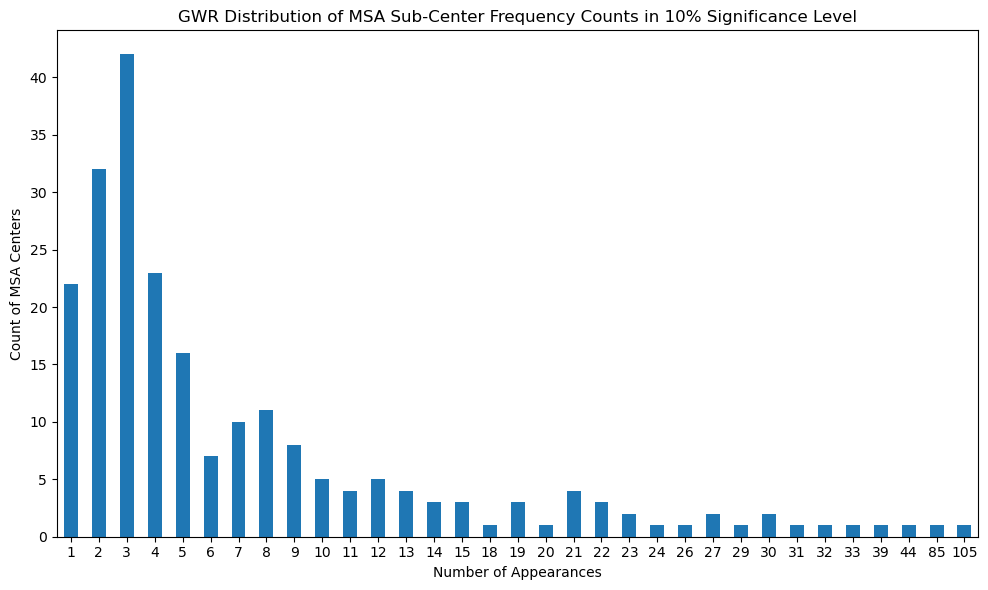 GWR Distribution of MSA Sub-Center Frequency Counts in 10% Significance Level
Count of MSA Centers
40
35
30
25
20
15
10
5
0
1 2 3 4 5 6 7 8 9 10 11 12 13 14 15 18 19 20 21 22 23 24 26 27 29 30 31 32 33 39 44 85 105
Number of Appearances